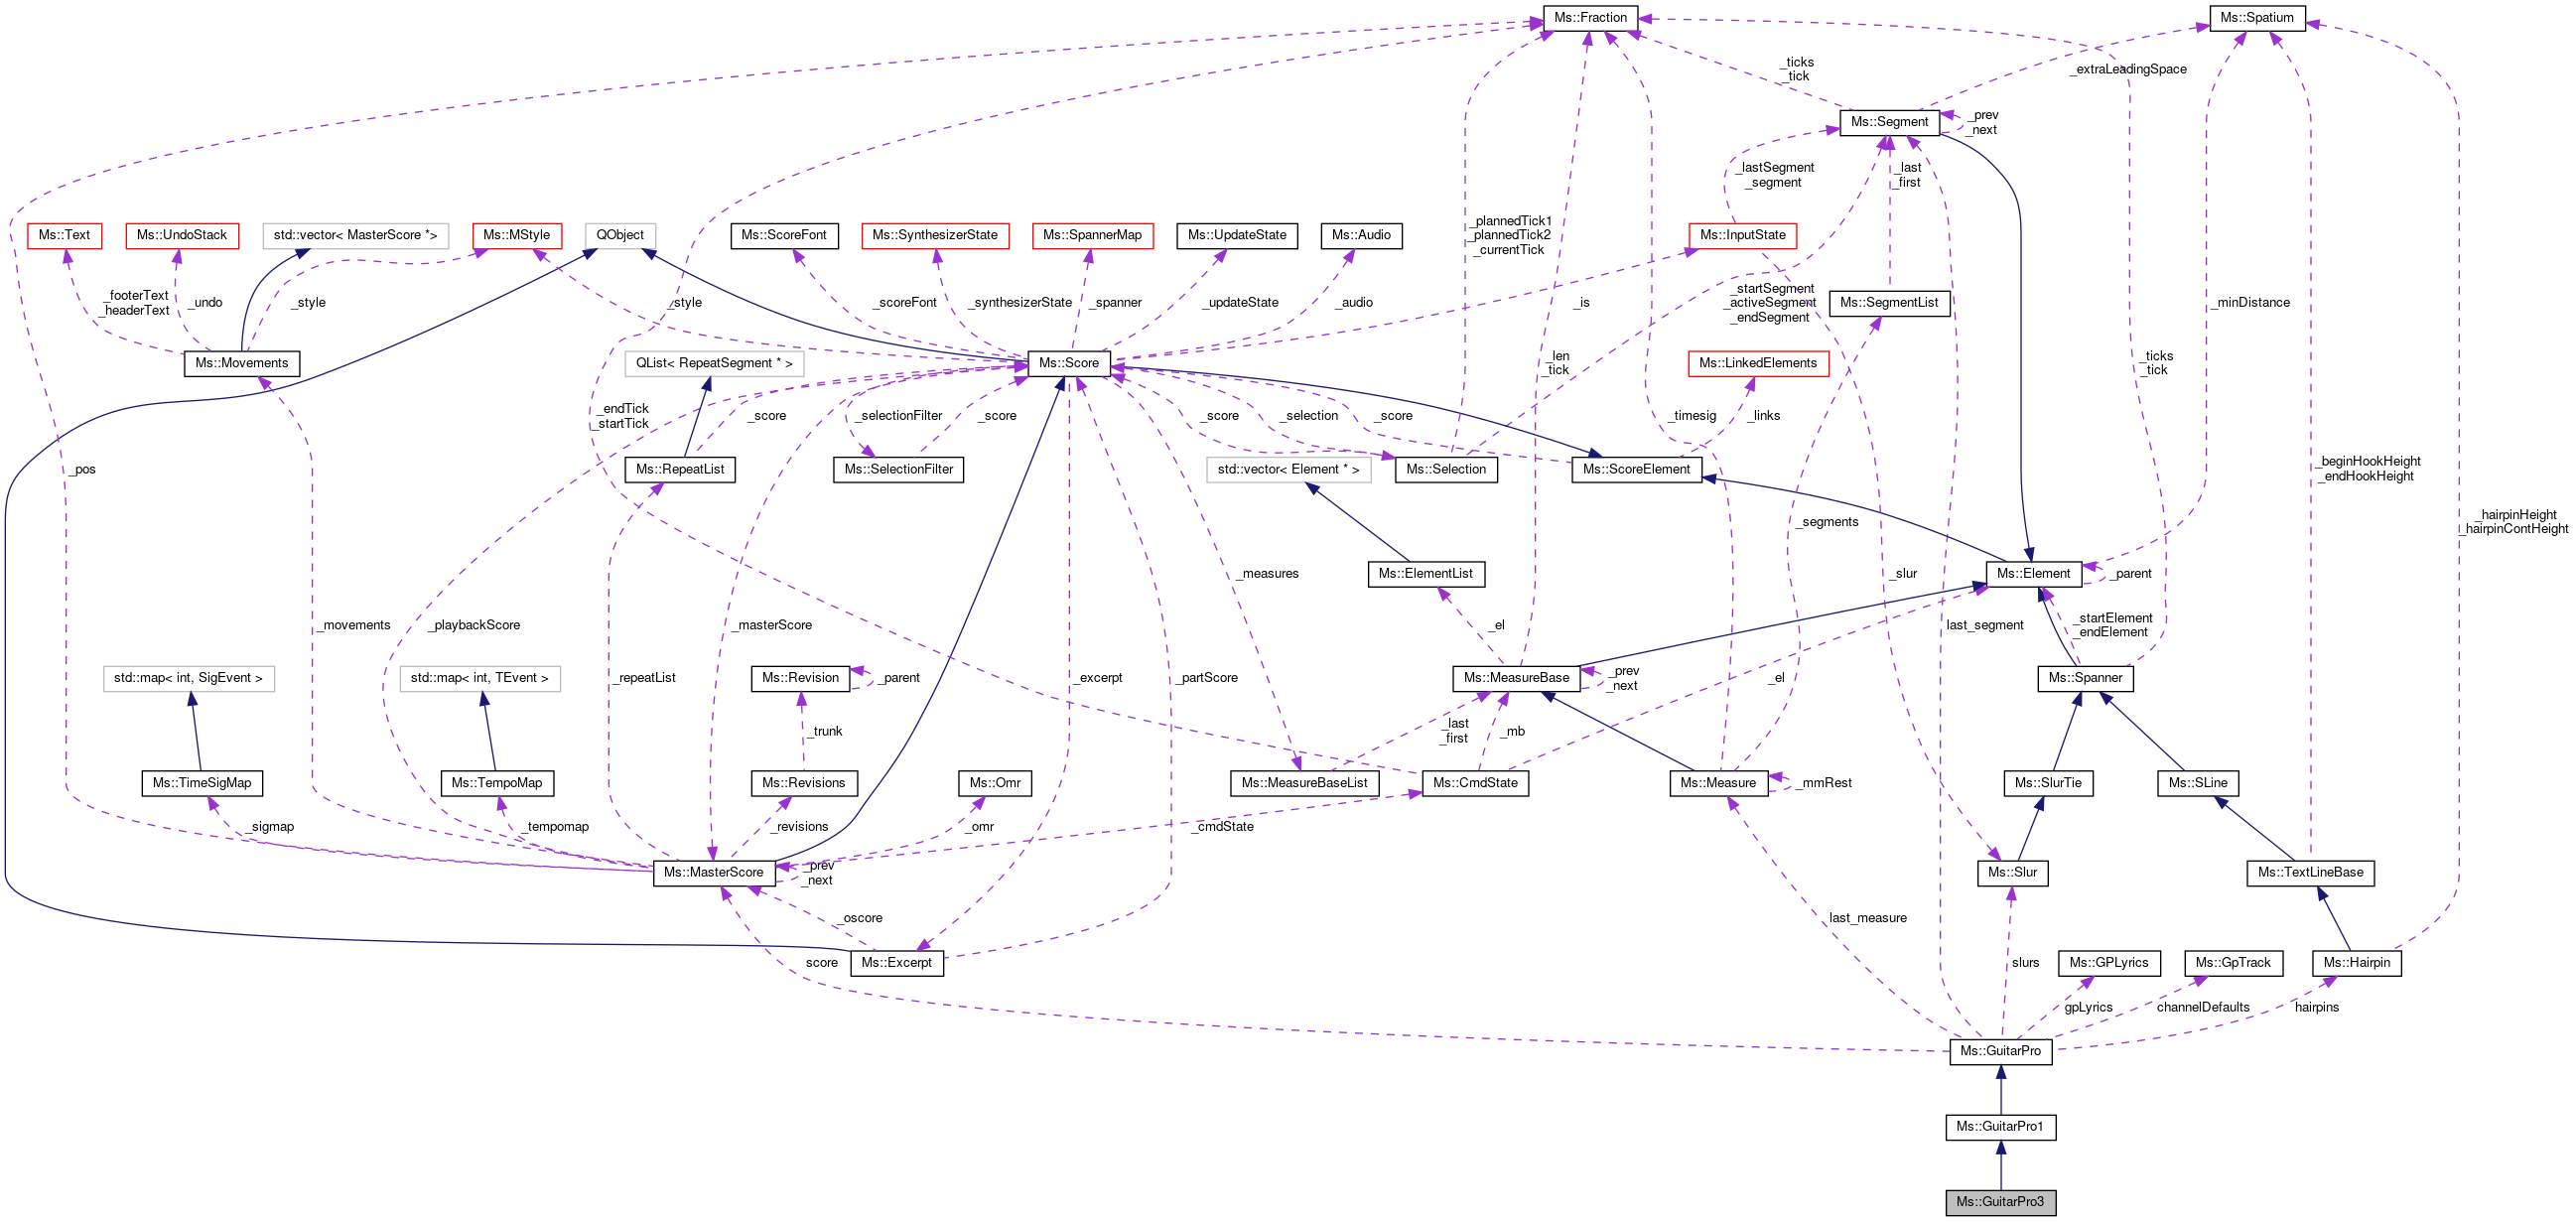 Ms::Fraction
Ms::Spatium
_ticks
_tick
_extraLeadingSpace
Ms::Segment
_prev
_next
_lastSegment
_segment
_last
_first
Ms::Text
Ms::UndoStack
std::vector< MasterScore *>
Ms::MStyle
QObject
Ms::ScoreFont
Ms::SynthesizerState
Ms::SpannerMap
Ms::UpdateState
Ms::Audio
_plannedTick1
_plannedTick2
_currentTick
Ms::InputState
_footerText
_headerText
_undo
_style
_style
_scoreFont
_synthesizerState
_spanner
_updateState
_audio
_is
_startSegment
_activeSegment
_endSegment
Ms::SegmentList
_minDistance
Ms::Movements
QList< RepeatSegment * >
Ms::Score
_len
_tick
Ms::LinkedElements
_ticks
_tick
_endTick
_startTick
_score
_selectionFilter
_score
_score
_selection
_score
_timesig
_links
_pos
Ms::RepeatList
Ms::SelectionFilter
std::vector< Element * >
Ms::Selection
Ms::ScoreElement
_beginHookHeight
_endHookHeight
_segments
_hairpinHeight
_hairpinContHeight
_measures
Ms::ElementList
_slur
Ms::Element
_parent
_movements
_playbackScore
_masterScore
_el
last_segment
_startElement
_endElement
std::map< int, SigEvent >
std::map< int, TEvent >
_repeatList
Ms::Revision
_parent
_excerpt
_partScore
Ms::MeasureBase
_prev
_next
_el
Ms::Spanner
_trunk
_last
_first
_mb
Ms::TimeSigMap
Ms::TempoMap
Ms::Revisions
Ms::Omr
Ms::MeasureBaseList
Ms::CmdState
Ms::Measure
_mmRest
Ms::SlurTie
Ms::SLine
_sigmap
_tempomap
_revisions
_omr
_cmdState
Ms::MasterScore
_prev
_next
Ms::Slur
Ms::TextLineBase
_oscore
last_measure
Ms::Excerpt
score
slurs
Ms::GPLyrics
Ms::GpTrack
Ms::Hairpin
gpLyrics
channelDefaults
hairpins
Ms::GuitarPro
Ms::GuitarPro1
Ms::GuitarPro3